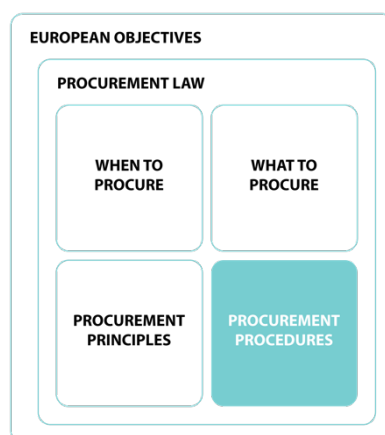 EUROPEAN OBJECTIVES
PROCUREMENT LAW
WHEN TO
PROCURE
WHAT TO
PROCURE
PROCUREMENT
PRINCIPLES
PROCUREMENT
PROCEDURES